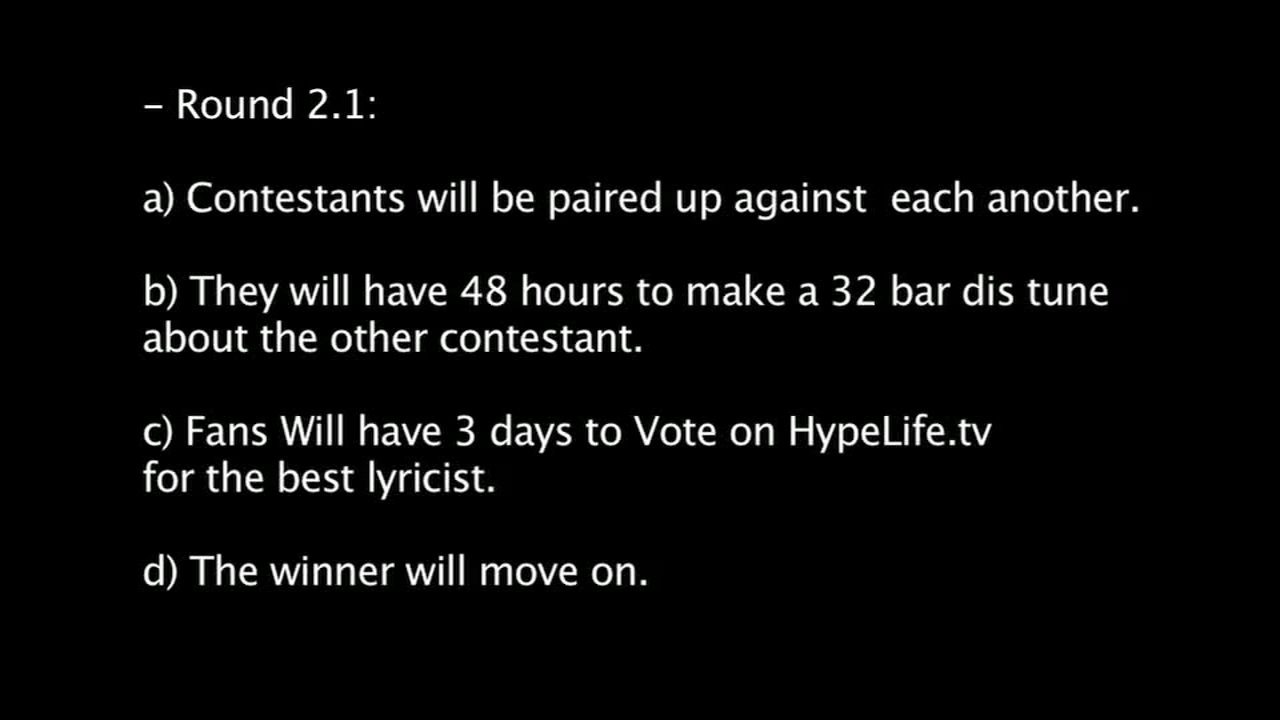 – Round 2.1:
a) Contestants will be paired up against  each another.
b) They will have 48 hours to make a 32 bar dis tune
about the other contestant.
c) Fans Will have 3 days to Vote on HypeLife.tv
for the best lyricist.
d) The winner will move on.